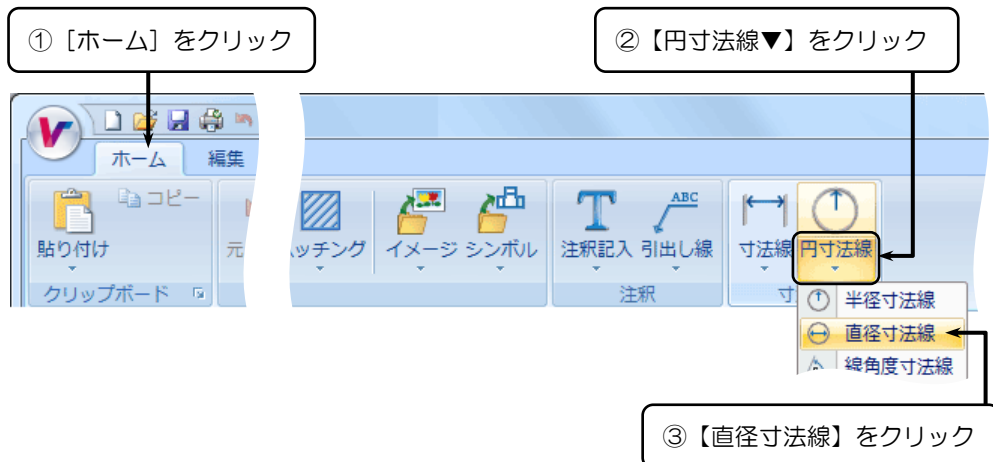 ① [ホーム] をクリック
②【円寸法線▼】をクリック
ホーム 編集
コピー
貼り付け 元 ッチング イメージ シンボル 注釈記入 引出し線 寸法線 円寸法線
ABC
クリップボード 注釈 寸
半径寸法線
直径寸法線
線角度寸法線
③【直径寸法線】をクリック